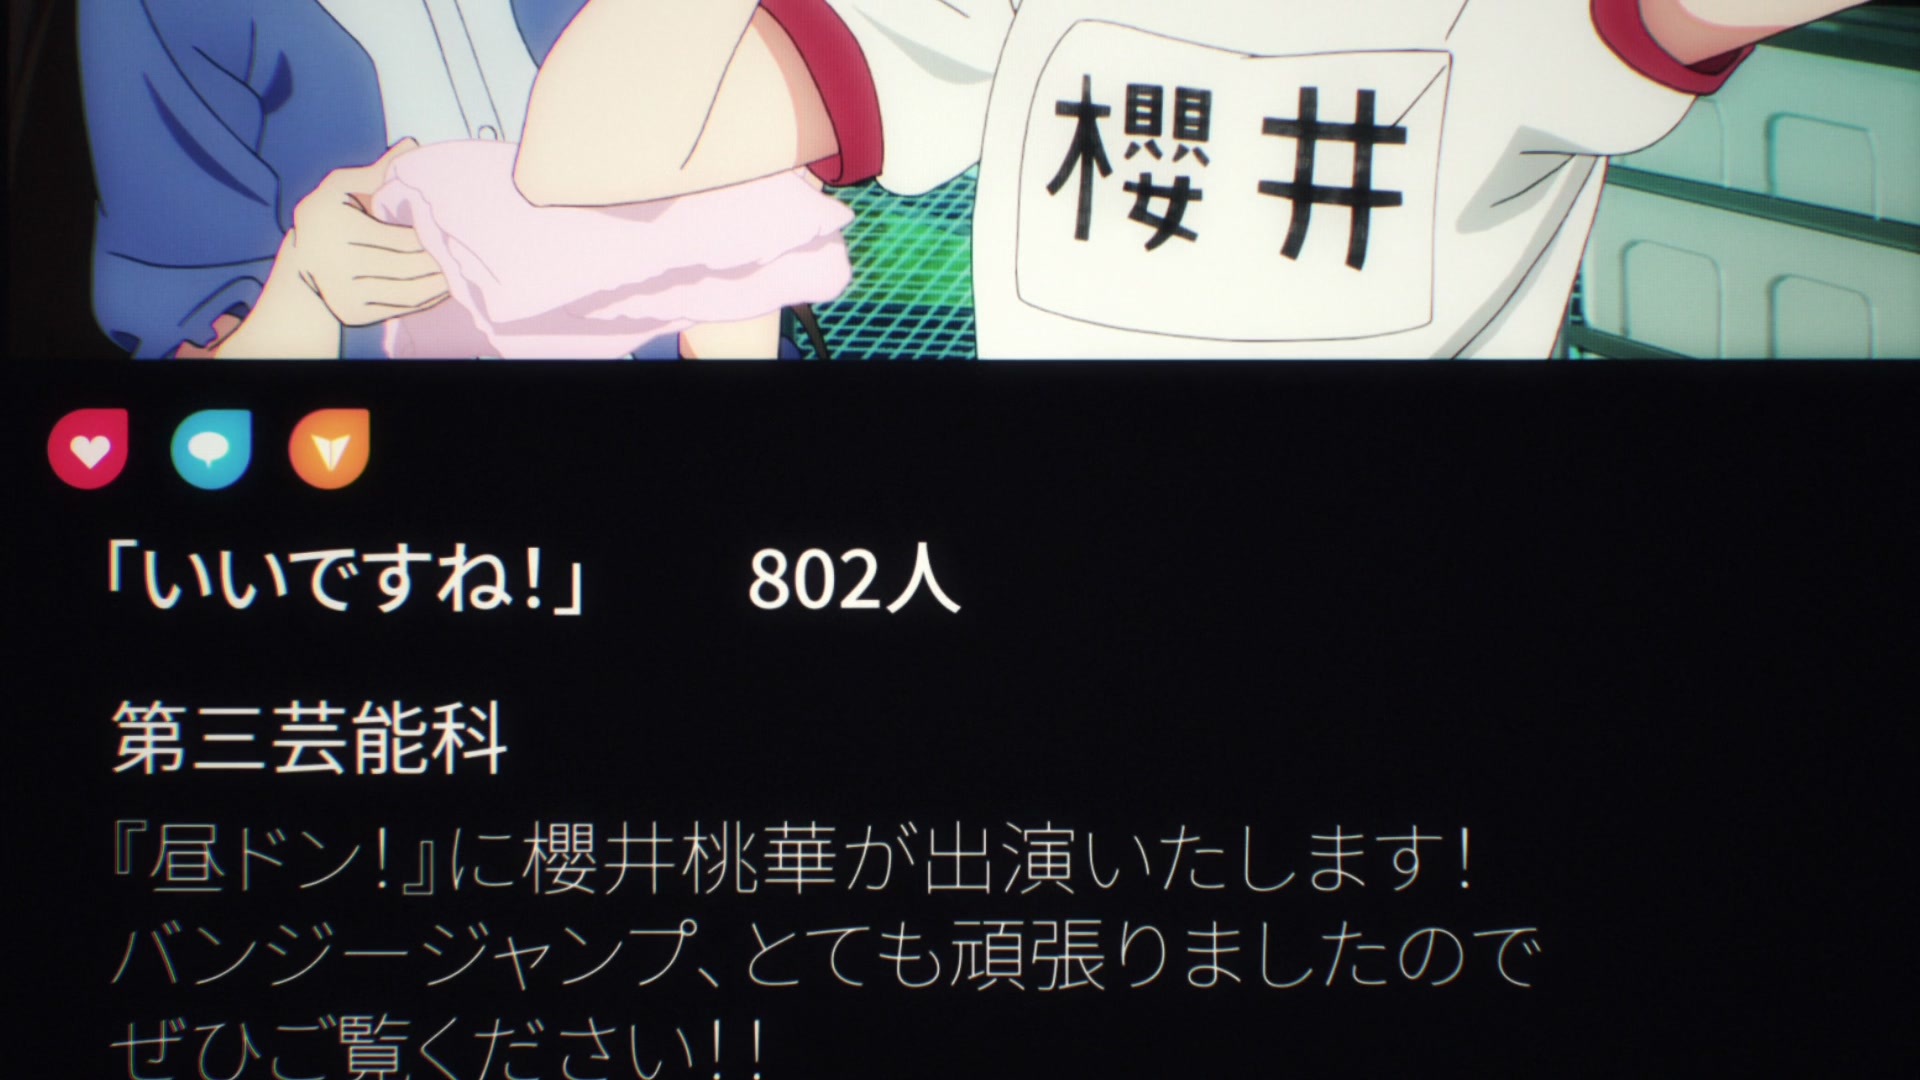 櫻井
「いいですね！」 802人
第三芸能科
『昼ドン！』に櫻井桃華が出演いたします！
バンジージャンプ、とても頑張りましたので
ぜひご覧ください！！